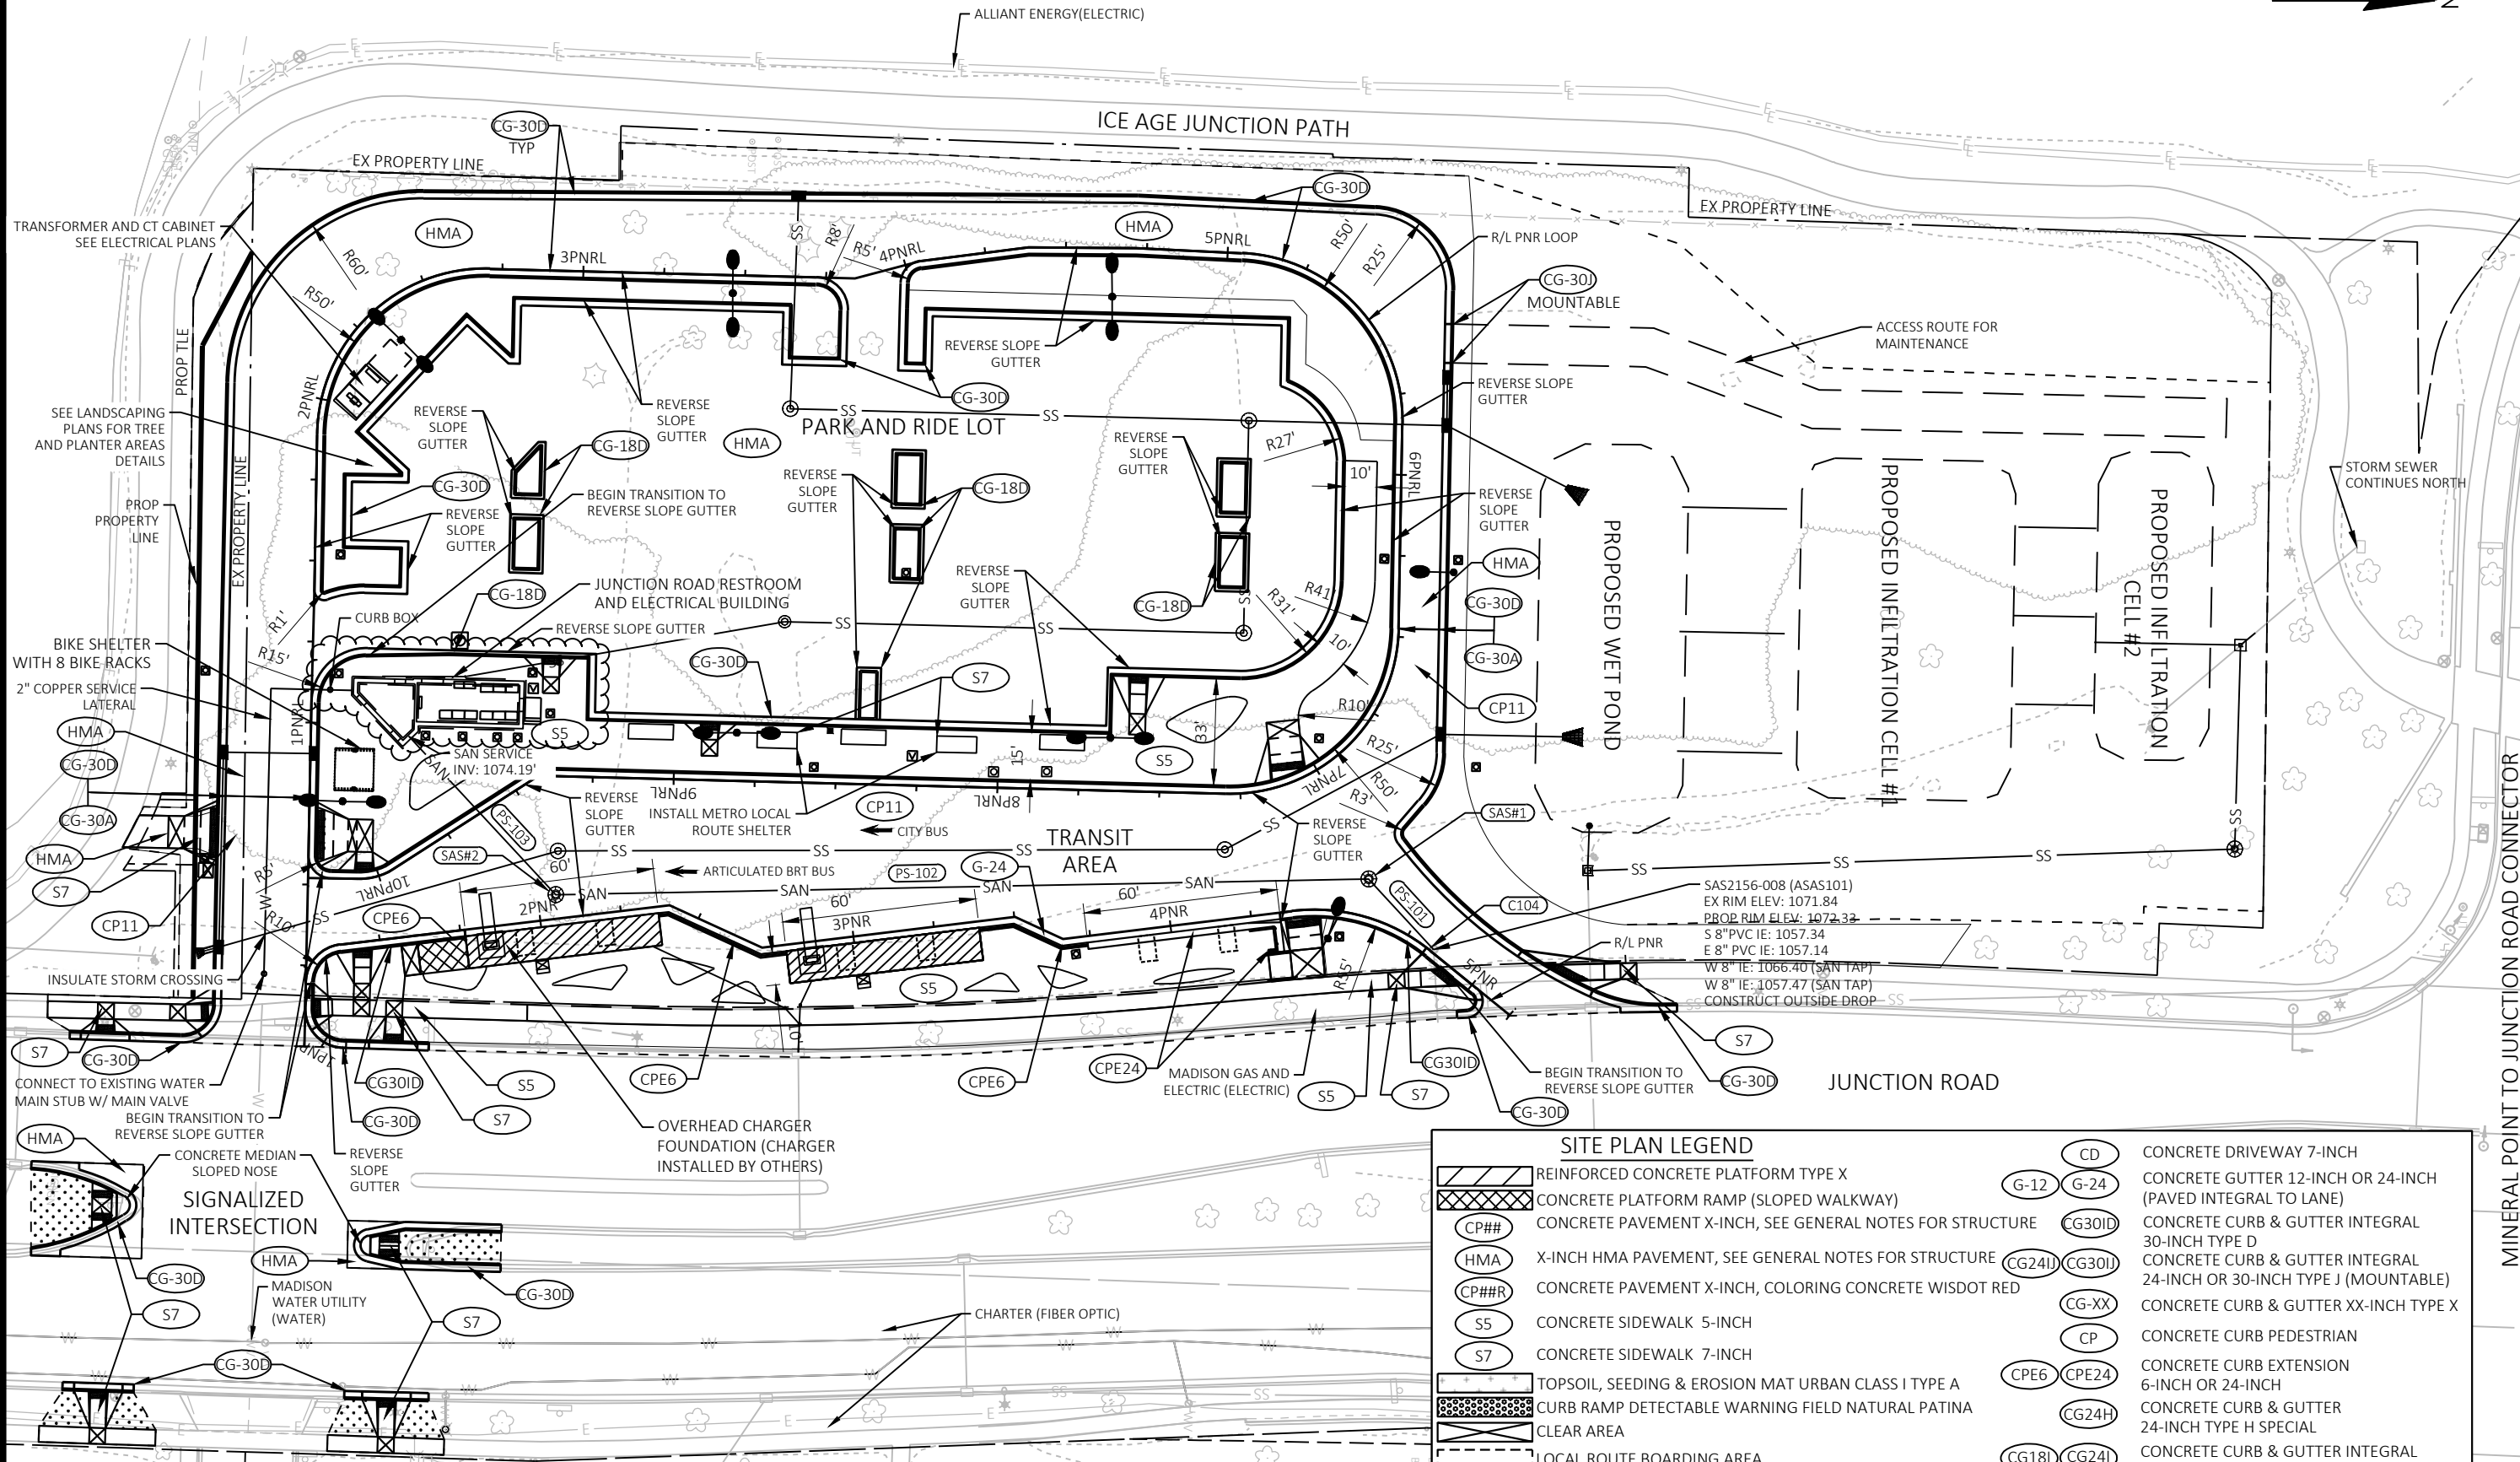 ALLIANT ENERGY(ELECTRIC)
N
ICE AGE JUNCTION PATH
CG-30D
TYP
EX PROPERTY LINE
CG-30D
EX PROPERTY LINE
TRANSFORMER AND CT CABINET
SEE ELECTRICAL PLANS
HMA
HMA
R60'
3PNRL
SS
R8'
R5'
4PNRL
5PNRL
R50'
R25'
R/L PNR LOOP
CG-30J
MOUNTABLE
R50'
PROP TLE
2PNRL
REVERSE SLOPE
GUTTER
ACCESS ROUTE FOR
MAINTENANCE
SEE LANDSCAPING
PLANS FOR TREE
AND PLANTER AREAS
DETAILS
REVERSE
SLOPE
GUTTER
REVERSE
SLOPE
GUTTER
CG-30D
REVERSE SLOPE
GUTTER
CG-18D
HMA
SS
SS
PARK AND RIDE LOT
REVERSE
SLOPE
GUTTER
R27'
10'
6PNRL
STORM SEWER
CONTINUES NORTH
EX PROPERTY LINE
CG-30D
REVERSE
SLOPE
GUTTER
CG-18D
BEGIN TRANSITION TO
REVERSE SLOPE GUTTER
REVERSE
SLOPE
GUTTER
PROP
PROPERTY
LINE
REVERSE
SLOPE
GUTTER
PROPOSED WET POND
PROPOSED INFILTRATION CELL #1
PROPOSED INFILTRATION
CELL #2
JUNCTION ROAD RESTROOM
AND ELECTRICAL BUILDING
CG-18D
REVERSE
SLOPE
GUTTER
CG-18D
SS
R31'
R41'
10'
HMA
CG-30D
CG-30A
R1'
CURB BOX
REVERSE SLOPE GUTTER
SS
SS
BIKE SHELTER
WITH 8 BIKE RACKS
R15'
CG-30D
S7
2" COPPER SERVICE
LATERAL
1PNRL
S5
CP11
HMA
CG-30D
CG-30A
HMA
S7
CP11
SAN SERVICE
INV: 1074.19'
SAN
33'
15'
S5
R10'
R25'
R50'
R3'
7PNRL
8PNRL
9PNRL
10PNRL
REVERSE
SLOPE
GUTTER
INSTALL METRO LOCAL
ROUTE SHELTER
CP11
CITY BUS
TRANSIT
AREA
REVERSE
SLOPE
GUTTER
SAS#1
SS
SS
PS-103
SAS#2
SS
SS
SS
G-24
60'
ARTICULATED BRT BUS
PS-102
SAN
SAN
SAN
SAN
60'
60'
PS-101
C104
SS
SS
SS
R5'
W
R10'
SS
CPE6
2PNR
3PNR
4PNR
SAS2156-008 (ASAS101)
EX RIM ELEV: 1071.84
PROP RIM ELEV: 1072.33
S 8"PVC IE: 1057.34
E 8" PVC IE: 1057.14
W 8" IE: 1066.40 (SAN TAP)
W 8" IE: 1057.47 (SAN TAP)
CONSTRUCT OUTSIDE DROP
R/L PNR
5PNR
R35'
S5
10'
INSULATE STORM CROSSING
S7
CG-30D
1PNR
CG30ID
S5
CPE6
CPE6
CPE24
MADISON GAS AND
ELECTRIC (ELECTRIC)
S5
S7
CG30ID
BEGIN TRANSITION TO
REVERSE SLOPE GUTTER
S7
CG-30D
CG-30D
JUNCTION ROAD
MINERAL POINT TO JUNCTION ROAD CONNECTOR
CONNECT TO EXISTING WATER
MAIN STUB W/ MAIN VALVE
BEGIN TRANSITION TO
REVERSE SLOPE GUTTER
CG-30D
S7
OVERHEAD CHARGER
FOUNDATION (CHARGER
INSTALLED BY OTHERS)
HMA
CONCRETE MEDIAN
SLOPED NOSE
REVERSE
SLOPE
GUTTER
SIGNALIZED
INTERSECTION
HMA
CG-30D
S7
MADISON
WATER UTILITY
(WATER)
CG-30D
S7
CHARTER (FIBER OPTIC)
CG-30D
SITE PLAN LEGEND
REINFORCED CONCRETE PLATFORM TYPE X
CONCRETE PLATFORM RAMP (SLOPED WALKWAY)
CP## CONCRETE PAVEMENT X-INCH, SEE GENERAL NOTES FOR STRUCTURE
HMA X-INCH HMA PAVEMENT, SEE GENERAL NOTES FOR STRUCTURE
CP##R CONCRETE PAVEMENT X-INCH, COLORING CONCRETE WISDOT RED
S5 CONCRETE SIDEWALK 5-INCH
S7 CONCRETE SIDEWALK 7-INCH
TOPSOIL, SEEDING & EROSION MAT URBAN CLASS I TYPE A
CURB RAMP DETECTABLE WARNING FIELD NATURAL PATINA
CLEAR AREA
LOCAL ROUTE BOARDING AREA
CD CONCRETE DRIVEWAY 7-INCH
G-12 G-24 CONCRETE GUTTER 12-INCH OR 24-INCH
(PAVED INTEGRAL TO LANE)
CG30ID CONCRETE CURB & GUTTER INTEGRAL
30-INCH TYPE D
CG24IJ CG30IJ CONCRETE CURB & GUTTER INTEGRAL
24-INCH OR 30-INCH TYPE J (MOUNTABLE)
CG-XX CONCRETE CURB & GUTTER XX-INCH TYPE X
CP CONCRETE CURB PEDESTRIAN
CPE6 CPE24 CONCRETE CURB EXTENSION
6-INCH OR 24-INCH
CG24H CONCRETE CURB & GUTTER
24-INCH TYPE H SPECIAL
CG18I CG24I CONCRETE CURB & GUTTER INTEGRAL